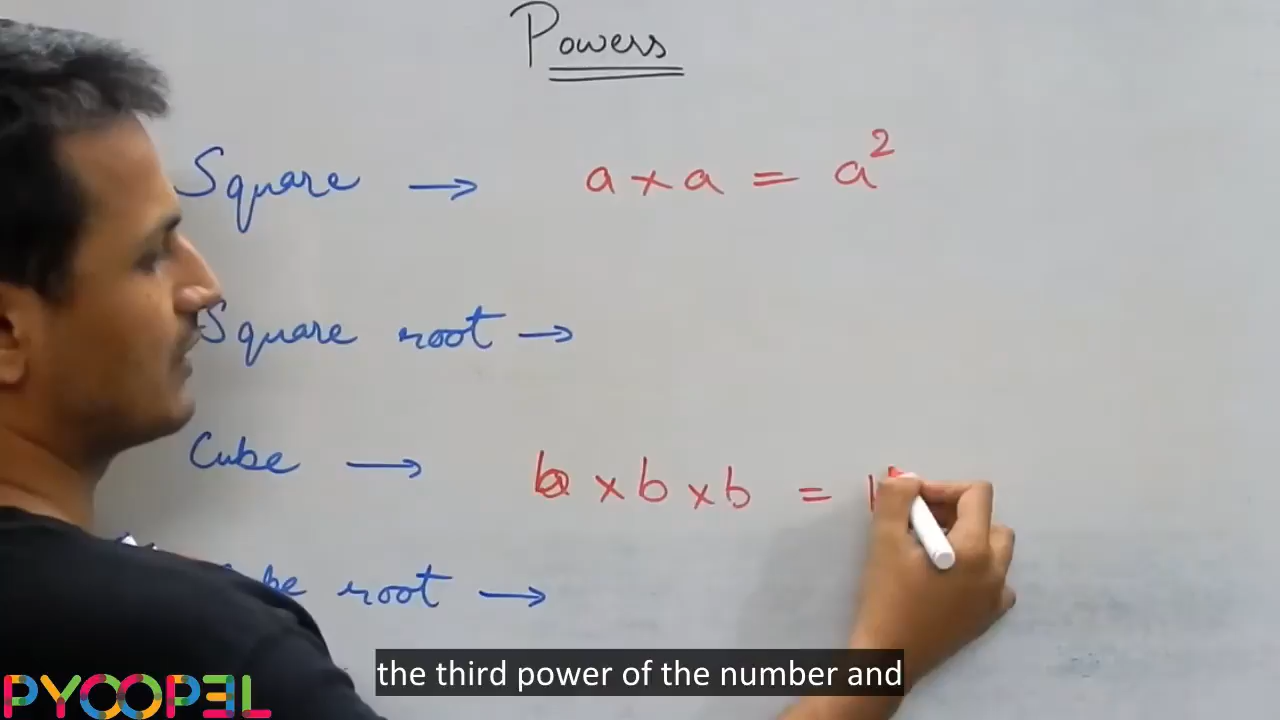 Powers
Square → a × a = a²
Square root →
Cube → b × b × b =
root →
the third power of the number and
PYOOPEL